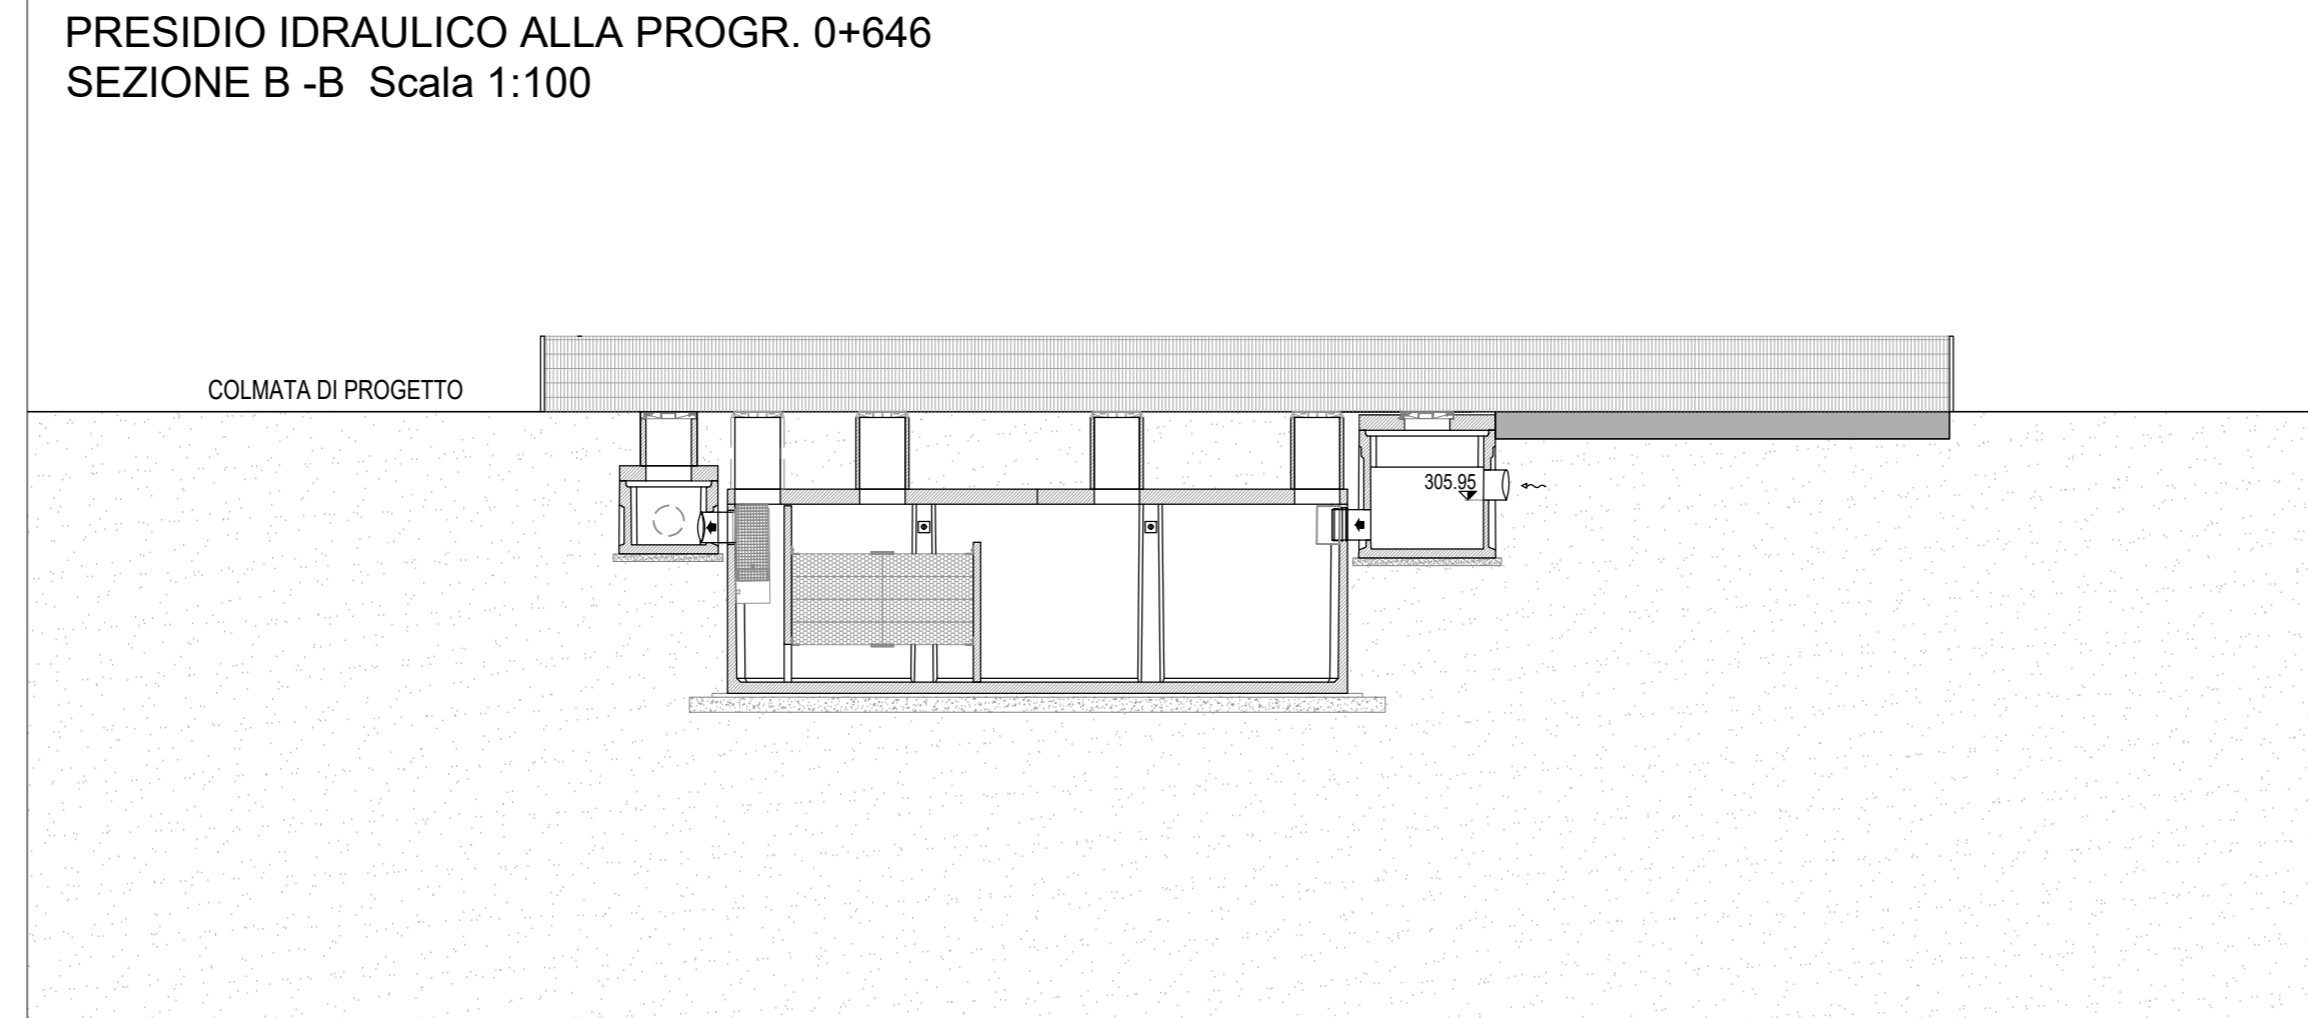 PRESIDIO IDRAULICO ALLA PROGR. 0+646
SEZIONE B -B Scala 1:100
COLMATA DI PROGETTO
305.95